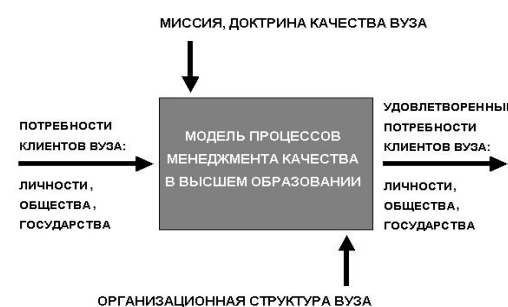 МИССИЯ, ДОКТРИНА КАЧЕСТВА ВУЗА
ПОТРЕБНОСТИ
КЛИЕНТОВ ВУЗА:
ЛИЧНОСТИ,
ОБЩЕСТВА,
ГОСУДАРСТВА
МОДЕЛЬ ПРОЦЕССОВ
МЕНЕДЖМЕНТА КАЧЕСТВА
В ВЫСШЕМ ОБРАЗОВАНИИ
УДОВЛЕТВОРЕННЫЕ
ПОТРЕБНОСТИ
КЛИЕНТОВ ВУЗА:
ЛИЧНОСТИ,
ОБЩЕСТВА,
ГОСУДАРСТВА
ОРГАНИЗАЦИОННАЯ СТРУКТУРА ВУЗА